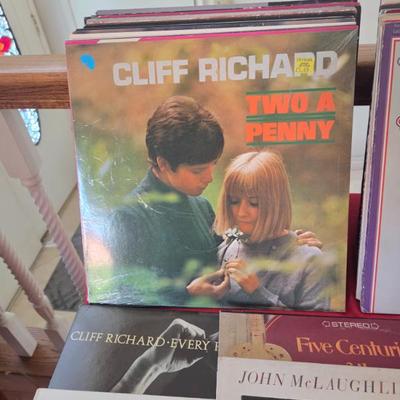 CLIFF RICHARD
TWO A
PENNY
CLIFF RICHARD·EVERY
STEREO
Five Centuri
JOHN McLAUGHLI